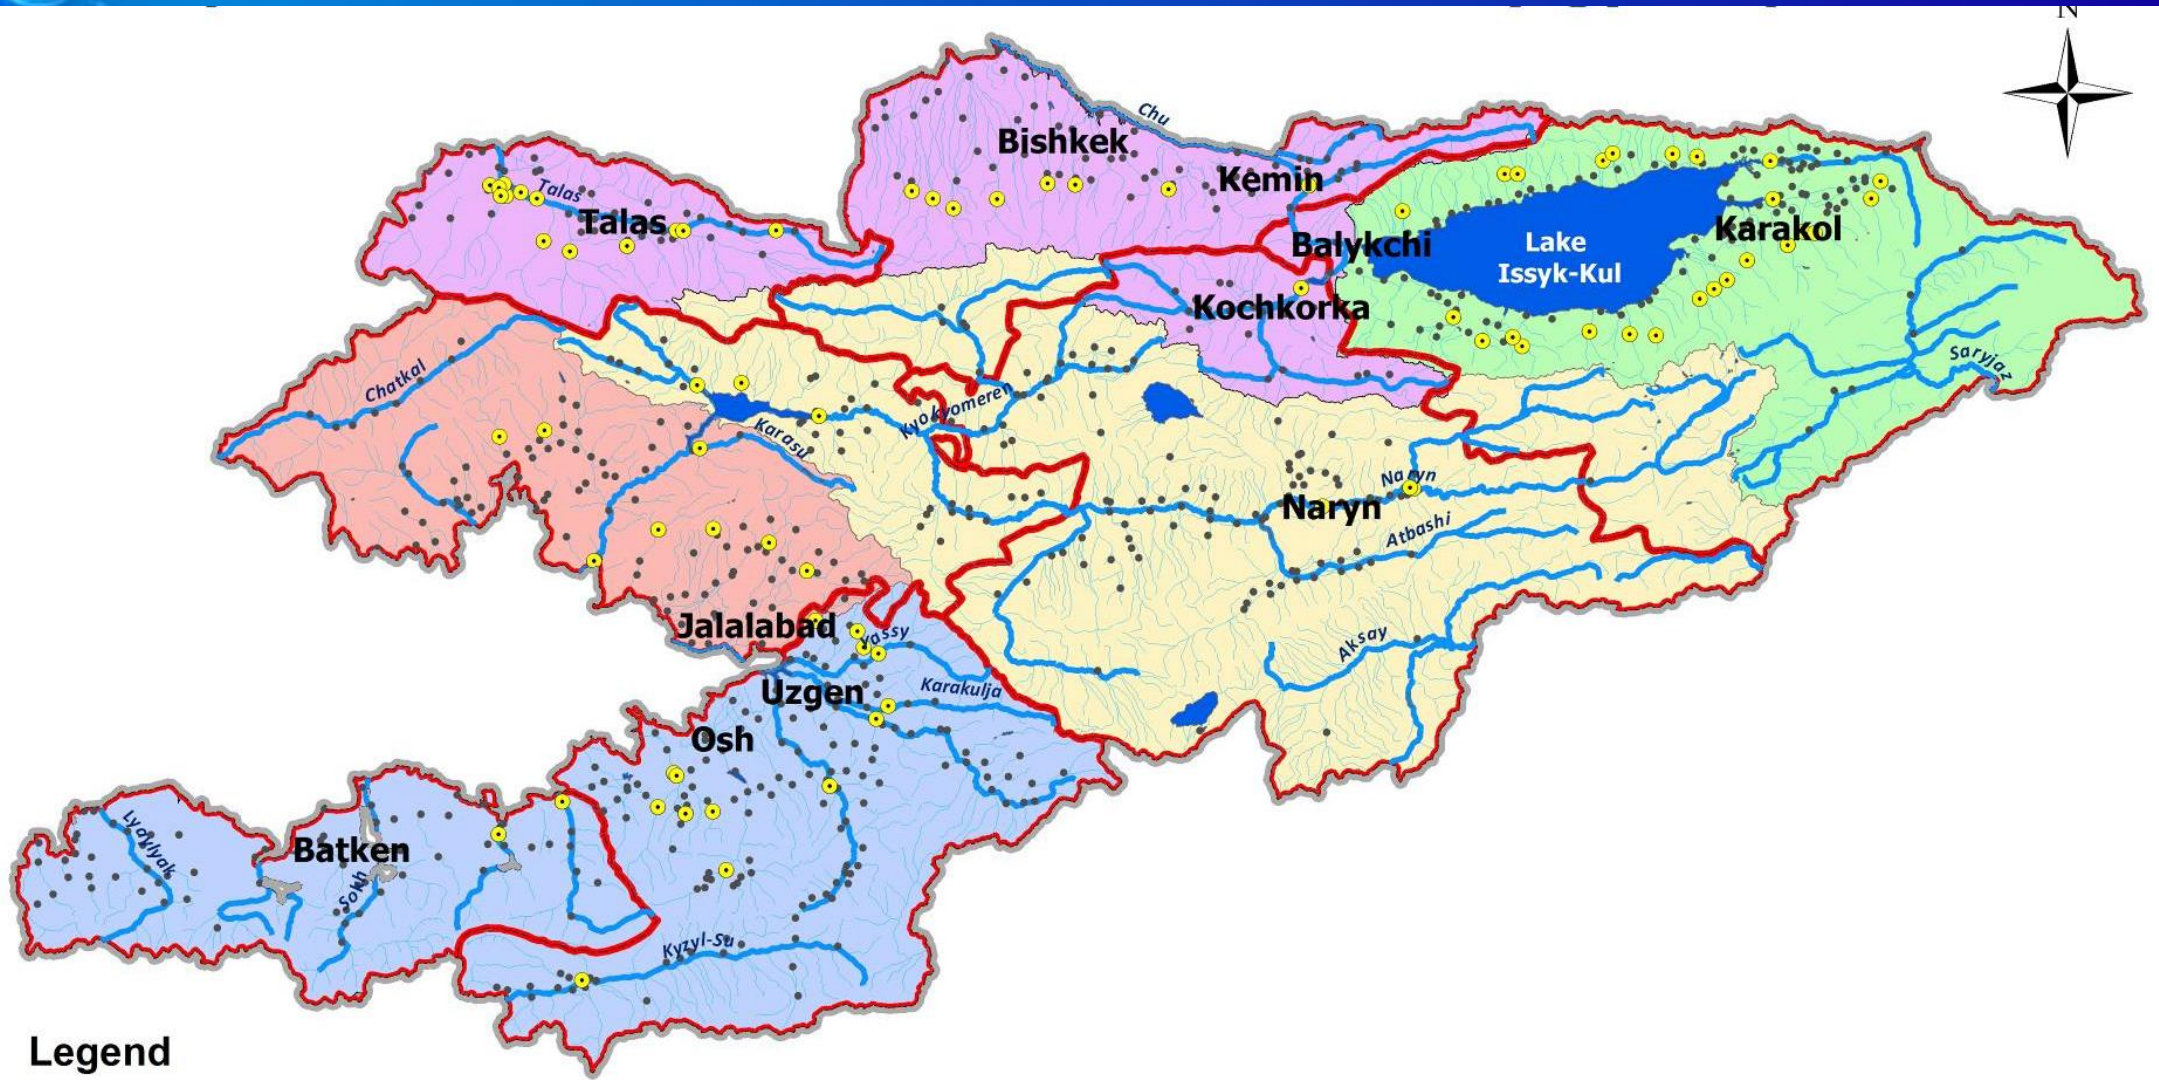 N
Chu
Bishkek
Kemin
Talas
Talas
Balykchi
Karakol
Lake
Issyk-Kul
Kochkorka
Chatkal
Saryjaz
Kyokyomeren
Karasu
Naryn
Naryn
Atbashi
Jalalabad
Yassy
Aksay
Uzgen
Karakulja
Osh
Lyaylyak
Batken
Sokh
Kyzyl-Su
Legend